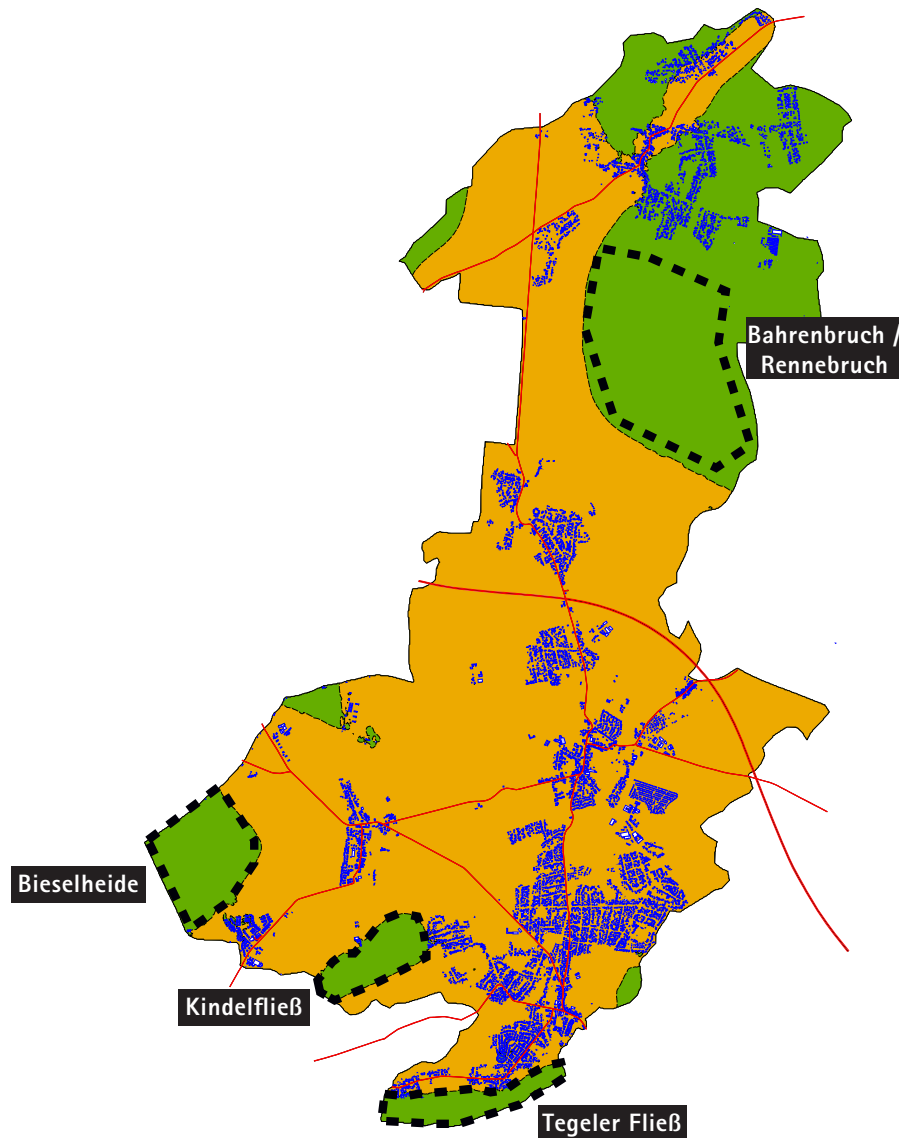 Bahrenbruch /
Rennebruch
Bieselheide
Kindelfließ
Tegeler Fließ